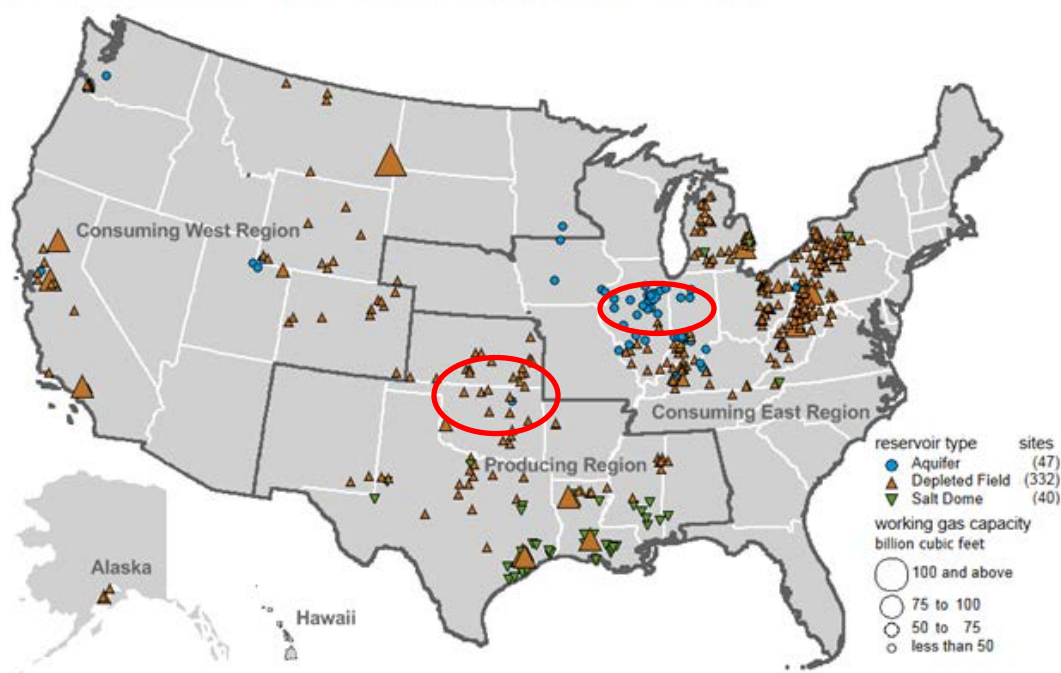 Consuming West Region
Consuming East Region
Producing Region
reservoir type sites
Aquifer (47)
Depleted Field (332)
Salt Dome (40)
working gas capacity
billion cubic feet
100 and above
75 to 100
50 to 75
less than 50
Alaska
Hawaii